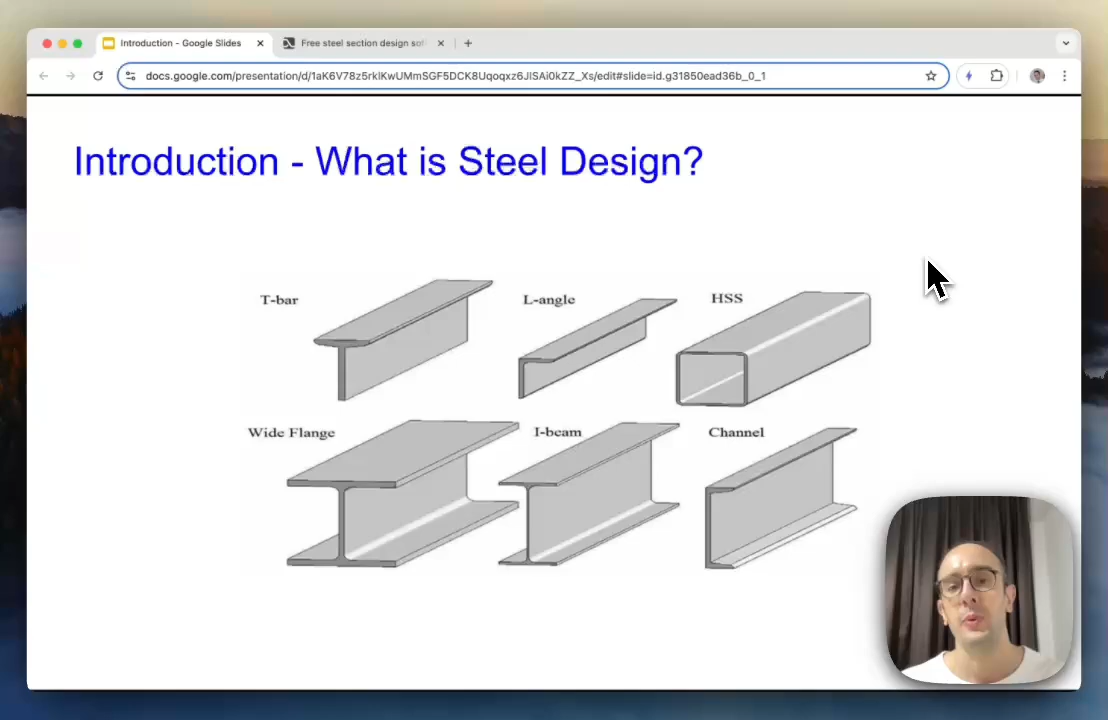 Introduction - Google Slides
Free steel section design sof
docs.google.com/presentation/d/1aK6V78z5rklKwUMmSGF5DCK8Uqoqxz6JlSAi0kZZ_Xs/edit#slide=id.g31850ead36b_0_1
Introduction - What is Steel Design?
T-bar
L-angle
HSS
Wide Flange
I-beam
Channel